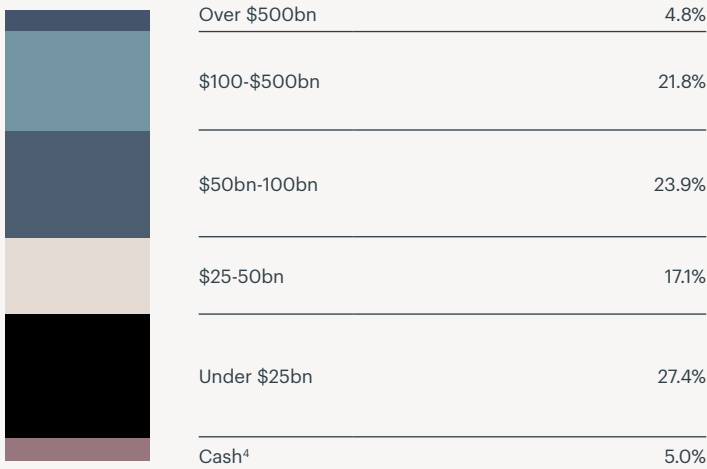 Over $500bn 4.8%
$100-$500bn 21.8%
$50bn-100bn 23.9%
$25-50bn 17.1%
Under $25bn 27.4%
Cash⁴ 5.0%